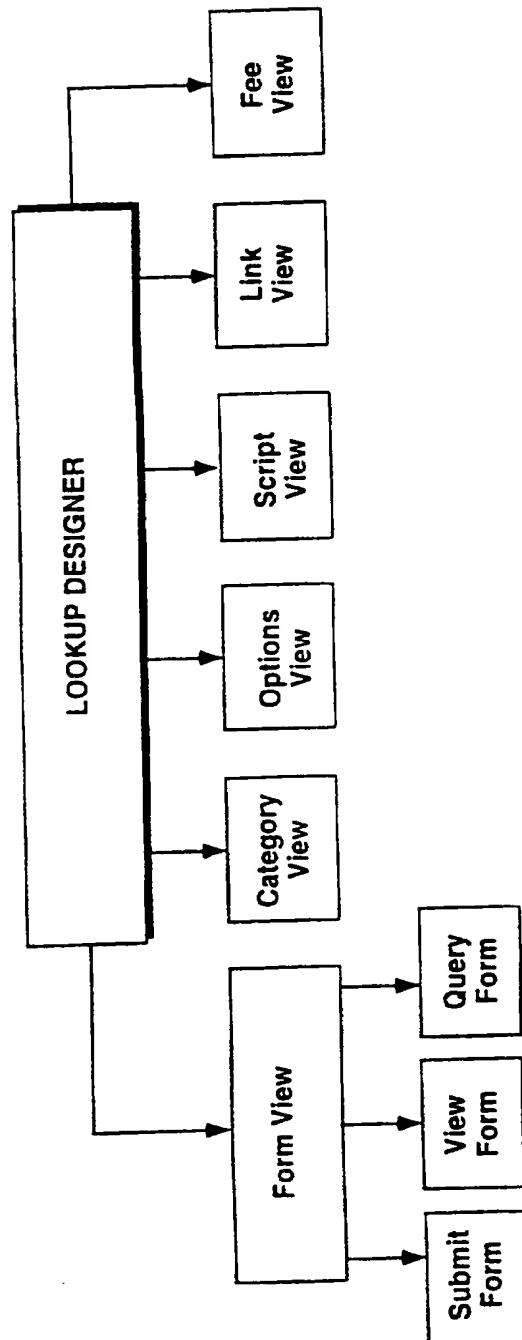 LOOKUP DESIGNER
Form View
Category
View
Options
View
Script
View
Link
View
Fee
View
Submit
Form
View
Form
Query
Form